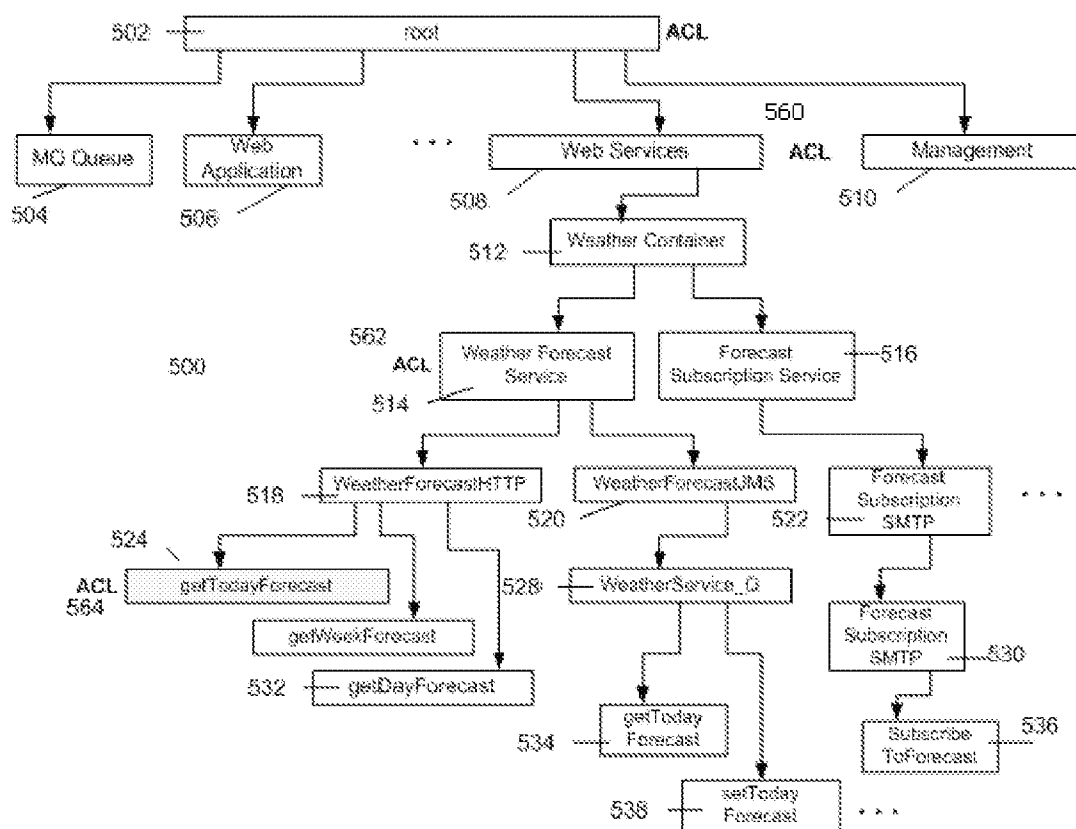 502 root ACL
MQ Queue
Web
Application
• • •
Web Services
560
ACL
Management
504
506
508
510
512 Weather Container
500
562
ACL
Weather Forecast
Service
514
Forecast
Subscription Service
516
518 WeatherForecastHTTP
WeatherForecastJMS
520
Forecast
Subscription
SMTP
522
• • •
524
ACL
564
getTodayForecast
getWeekForecast
532 getDayForecast
528 WeatherService_Q
Forecast
Subscription
SMTP
530
getToday
Forecast
534
Subscribe
ToForecast
536
setToday
Forecast
538
• • •